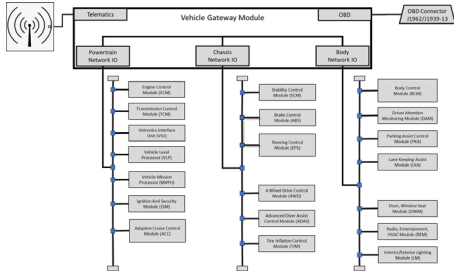 Telematics
Vehicle Gateway Module
OBD
OBD Connector
/J1962/J1939-13
Powertrain
Network IO
Chassis
Network IO
Body
Network IO
Engine Control
Module (ECM)
Transmission Control
Module (TCM)
Vetronics Interface
Unit (VIU)
Vehicle Level
Processor (VLP)
Vehicle Mission
Processor (MWPU)
Ignition And Security
Module (ISM)
Adaptive Cruise Control
Module (ACC)
Stability Control
Module (SCM)
Brake Control
Module (ABS)
Steering Control
Module (EPS)
4 Wheel Drive Control
Module (4WD)
Advanced Diver Assist
Control Module (ADAS)
Tire Inflation Control
Module (TIM)
Body Control
Module (BCM)
Driver Attention
Monitoring Module (DAM)
Parking Assist Control
Module (PKA)
Lane Keeping Assist
Module (LKA)
Door, Window Seat
Module (DWM)
Radio, Entertainment,
HVAC Module (REM)
Interior/Exterior Lighting
Module (LM)